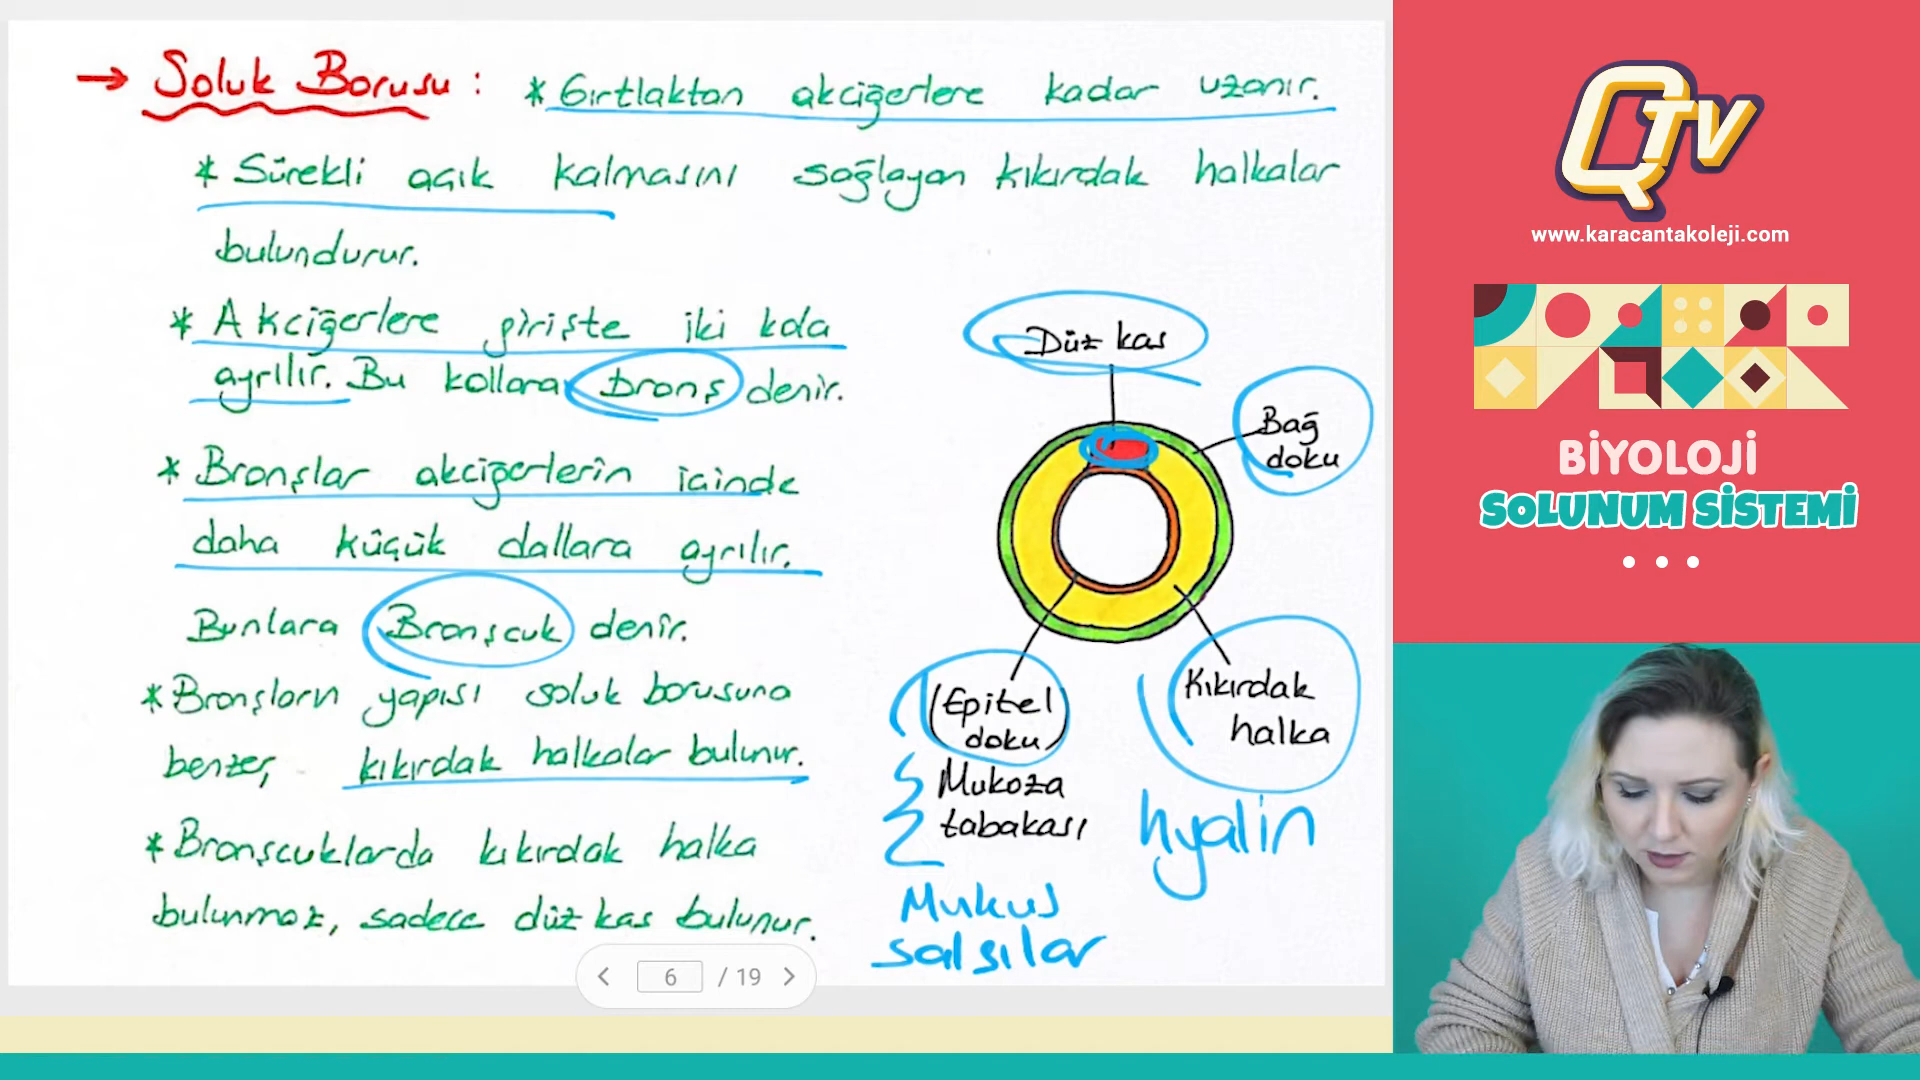 → Soluk Borusu : * Gırtlaktan akciğerlere kadar uzanır.
* Sürekli açık kalmasını sağlayan kıkırdak halkalar
bulundurur.
* Akciğerlere girişte iki kola
ayrılır. Bu kollara bronş denir.
* Bronşlar akciğerlerin içinde
daha küçük dallara ayrılır.
Bunlara Bronşcuk denir.
* Bronşların yapısı soluk borusuna
benzer, kıkırdak halkalar bulunur.
* Bronşcuklarda kıkırdak halka
bulunmaz, sadece düz kas bulunur.
Düz kas
Bağ
doku
(Epitel
doku)
Mukoza
tabakası
Mukus
salgılar
Kıkırdak
halka
hyalin
6 / 19
QTV
www.karacantakoleji.com
BİYOLOJİ
SOLUNUM SİSTEMİ